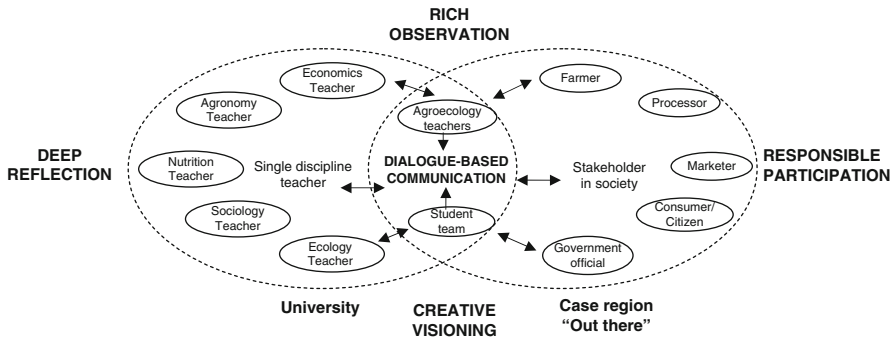 RICH
OBSERVATION
Economics
Teacher
Farmer
Agronomy
Teacher
Processor
Agroecology
teachers
DEEP
REFLECTION
Nutrition
Teacher
Single discipline
teacher
DIALOGUE-BASED
COMMUNICATION
Stakeholder
in society
Marketer
RESPONSIBLE
PARTICIPATION
Sociology
Teacher
Student
team
Consumer/
Citizen
Ecology
Teacher
Government
official
University
CREATIVE
VISIONING
Case region
“Out there”